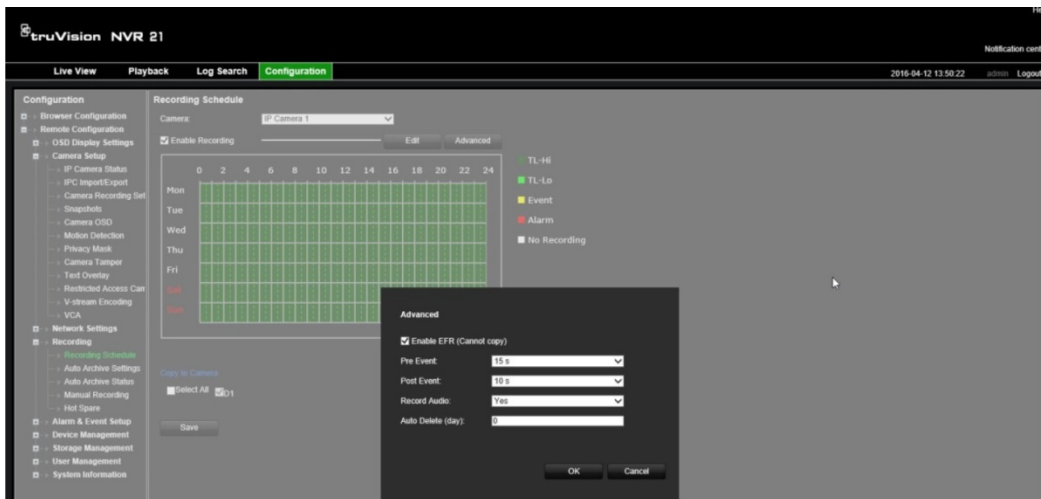 He
truVision NVR 21
Notification cent
Live View Playback Log Search Configuration
2016-04-12 13:50:22 admin Logout
Configuration
Browser Configuration
Remote Configuration
OSD Display Settings
Camera Setup
IP Camera Status
IPC Import/Export
Camera Recording Set
Snapshots
Camera OSD
Motion Detection
Privacy Mask
Camera Tamper
Text Overlay
Restricted Access Cam
V-stream Encoding
VCA
Network Settings
Recording
Recording Schedule
Auto Archive Settings
Auto Archive Status
Manual Recording
Hot Spare
Alarm & Event Setup
Device Management
Storage Management
User Management
System Information
Recording Schedule
Camera: IP Camera 1
Enable Recording Edit Advanced
0 2 4 6 8 10 12 14 16 18 20 22 24
Mon
Tue
Wed
Thu
Fri
Sat
Sun
TL-Hi
TL-Lo
Event
Alarm
No Recording
Copy to Camera
Select All D1
Save
Advanced
Enable EFR (Cannot copy)
Pre Event: 15 s
Post Event: 10 s
Record Audio: Yes
Auto Delete (day): 0
OK Cancel